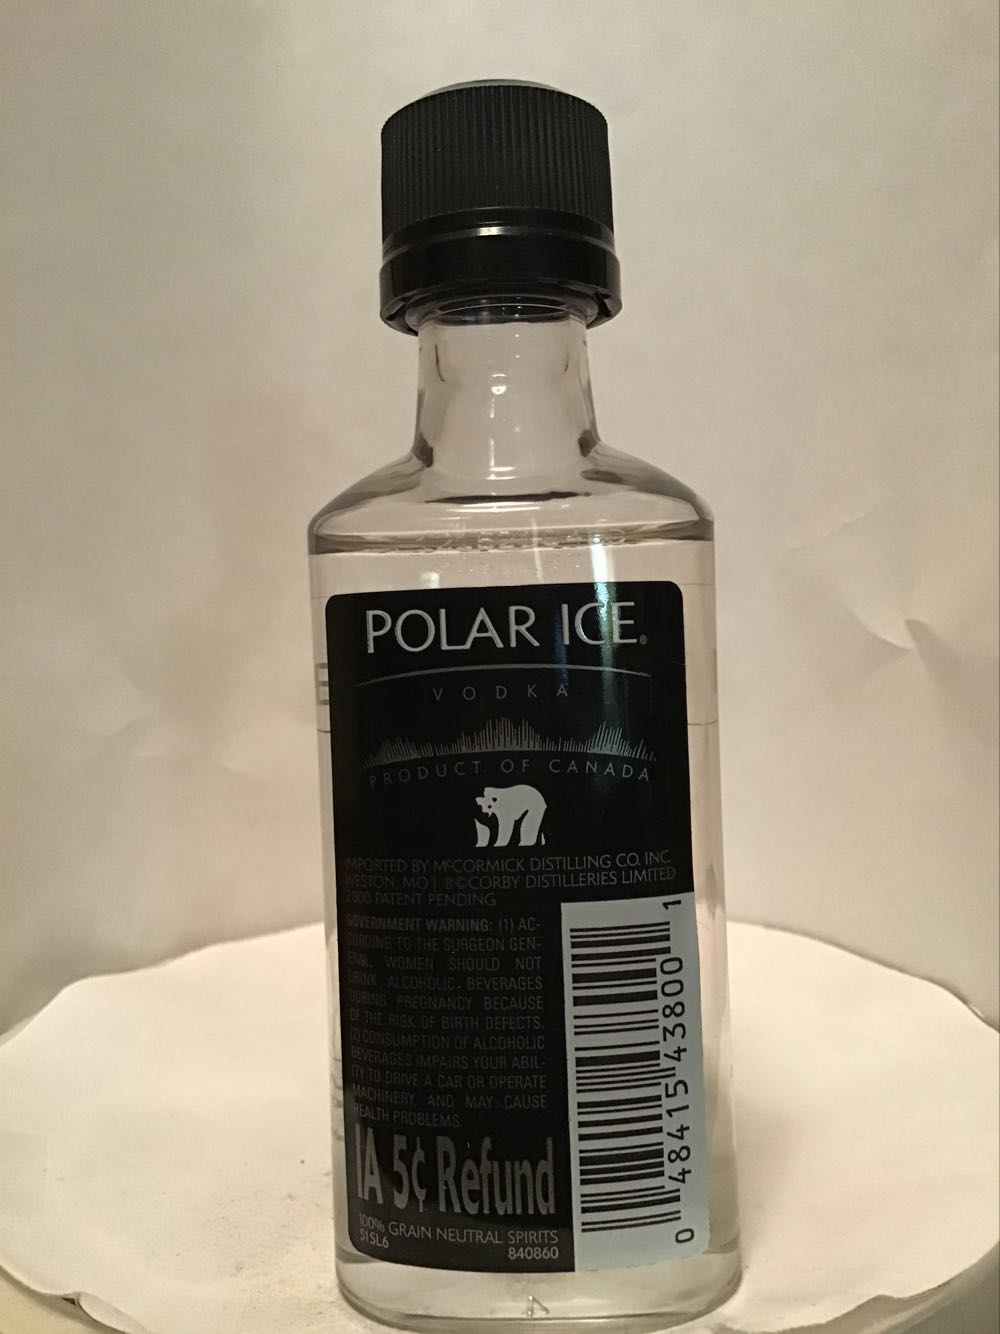 POLAR ICE®
VODKA
PRODUCT OF CANADA
IMPORTED BY McCORMICK DISTILLING CO. INC
WESTON, MO | ®©CORBY DISTILLERIES LIMITED
2000 PATENT PENDING
GOVERNMENT WARNING: (1) AC-
CORDING TO THE SURGEON GEN-
ERAL, WOMEN SHOULD NOT
DRINK ALCOHOLIC BEVERAGES
DURING PREGNANCY BECAUSE
OF THE RISK OF BIRTH DEFECTS.
(2) CONSUMPTION OF ALCOHOLIC
BEVERAGES IMPAIRS YOUR ABIL-
ITY TO DRIVE A CAR OR OPERATE
MACHINERY, AND MAY CAUSE
HEALTH PROBLEMS.
IA 5¢ Refund
100% GRAIN NEUTRAL SPIRITS
51SL6 840860
0 48415 43800 1